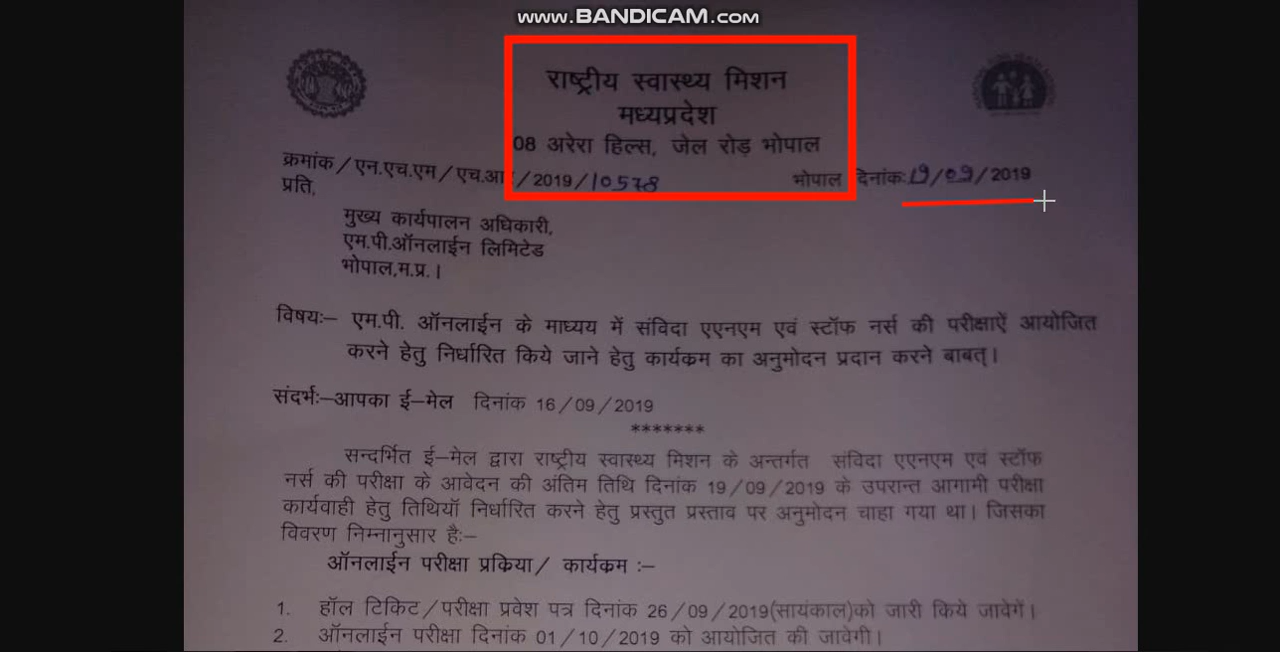 www.BANDICAM.com
राष्ट्रीय स्वास्थ्य मिशन
मध्यप्रदेश
08 अरेरा हिल्स, जेल रोड़ भोपाल
क्रमांक/एन.एच.एम/एच.आ /2019/10578 भोपाल दिनांकः19/09/2019
प्रति,
मुख्य कार्यपालन अधिकारी,
एम.पी.ऑनलाईन लिमिटेड
भोपाल,म.प्र.।
विषयः– एम.पी. ऑनलाईन के माध्यय में संविदा एएनएम एवं स्टॉफ नर्स की परीक्षाऐं आयोजित
करने हेतु निर्धारित किये जाने हेतु कार्यक्रम का अनुमोदन प्रदान करने बाबत्।
संदर्भः–आपका ई–मेल दिनांक 16/09/2019
*******
सन्दर्भित ई–मेल द्वारा राष्ट्रीय स्वास्थ्य मिशन के अन्तर्गत संविदा एएनएम एवं स्टॉफ
नर्स की परीक्षा के आवेदन की अंतिम तिथि दिनांक 19/09/2019 के उपरान्त आगामी परीक्षा
कार्यवाही हेतु तिथियॉ निर्धारित करने हेतु प्रस्तुत प्रस्ताव पर अनुमोदन चाहा गया था। जिसका
विवरण निम्नानुसार हैः–
ऑनलाईन परीक्षा प्रक्रिया/ कार्यक्रम :–
1. हॉल टिकिट/परीक्षा प्रवेश पत्र दिनांक 26/09/2019(सायंकाल)को जारी किये जावेगें।
2. ऑनलाईन परीक्षा दिनांक 01/10/2019 को आयोजित की जावेगी।